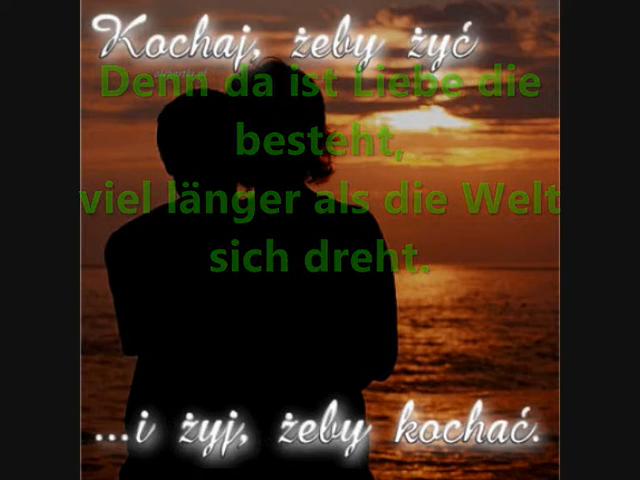 Kochaj, żeby żyć
Denn da ist Liebe die
besteht,
viel länger als die Welt
sich dreht.
...i żyj, żeby kochać.